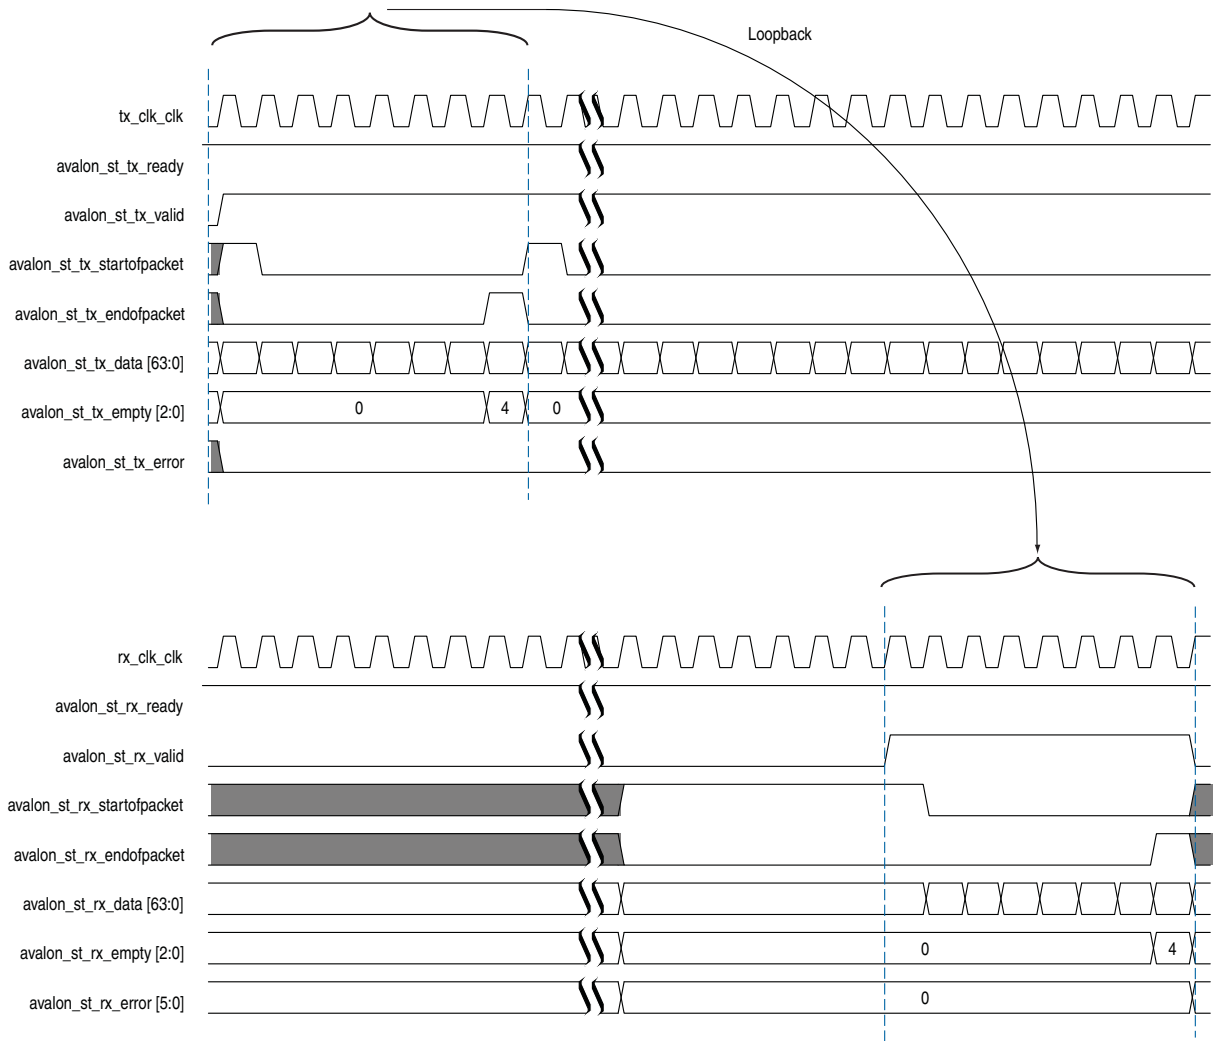 Loopback
tx_clk_clk
avalon_st_tx_ready
avalon_st_tx_valid
avalon_st_tx_startofpacket
avalon_st_tx_endofpacket
avalon_st_tx_data [63:0]
avalon_st_tx_empty [2:0] 0 4 0
avalon_st_tx_error
rx_clk_clk
avalon_st_rx_ready
avalon_st_rx_valid
avalon_st_rx_startofpacket
avalon_st_rx_endofpacket
avalon_st_rx_data [63:0]
avalon_st_rx_empty [2:0] 0 4
avalon_st_rx_error [5:0] 0